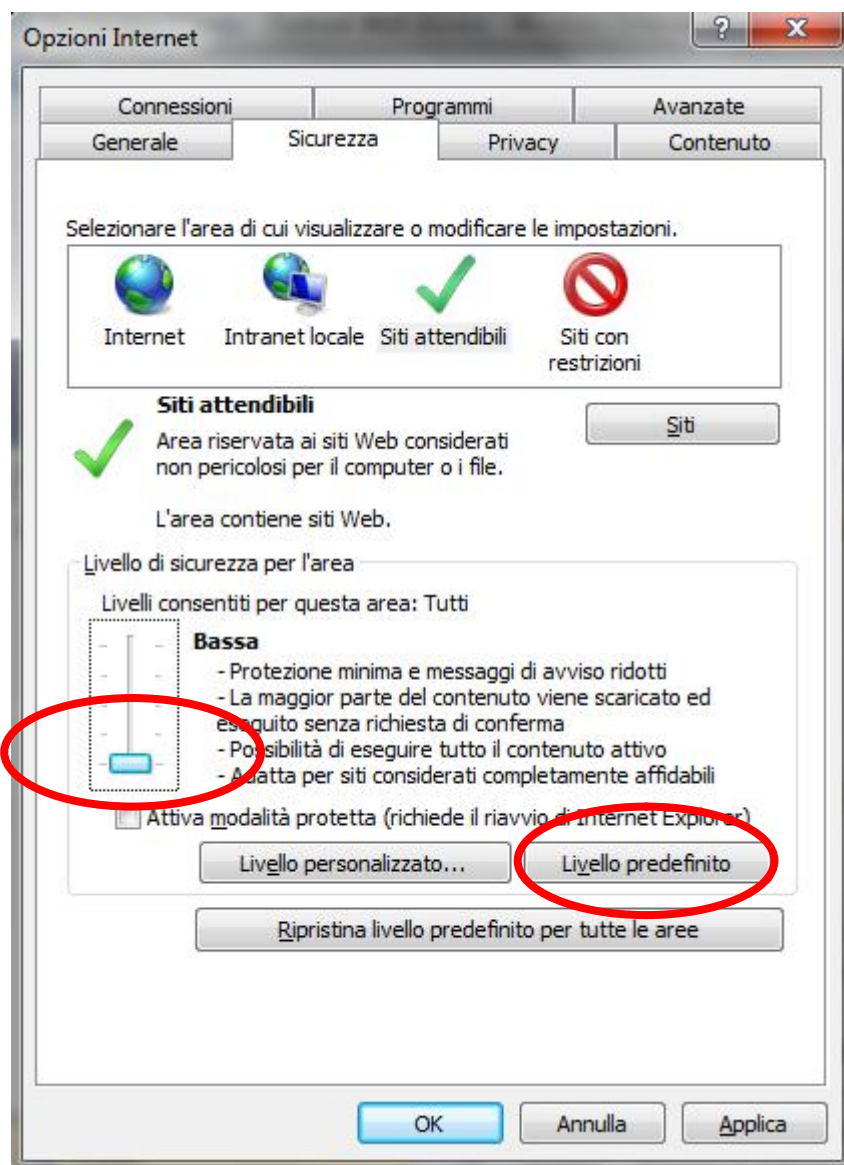 Opzioni Internet
Connessioni Programmi Avanzate
Generale Sicurezza Privacy Contenuto
Selezionare l'area di cui visualizzare o modificare le impostazioni.
Internet Intranet locale Siti attendibili Siti con
restrizioni
Siti attendibili
Siti
Area riservata ai siti Web considerati
non pericolosi per il computer o i file.
L'area contiene siti Web.
Livello di sicurezza per l'area
Livelli consentiti per questa area: Tutti
Bassa
- Protezione minima e messaggi di avviso ridotti
- La maggior parte del contenuto viene scaricato ed
eseguito senza richiesta di conferma
- Possibilità di eseguire tutto il contenuto attivo
- Adatta per siti considerati completamente affidabili
Attiva modalità protetta (richiede il riavvio di Internet Explorer)
Livello personalizzato... Livello predefinito
Ripristina livello predefinito per tutte le aree
OK Annulla Applica